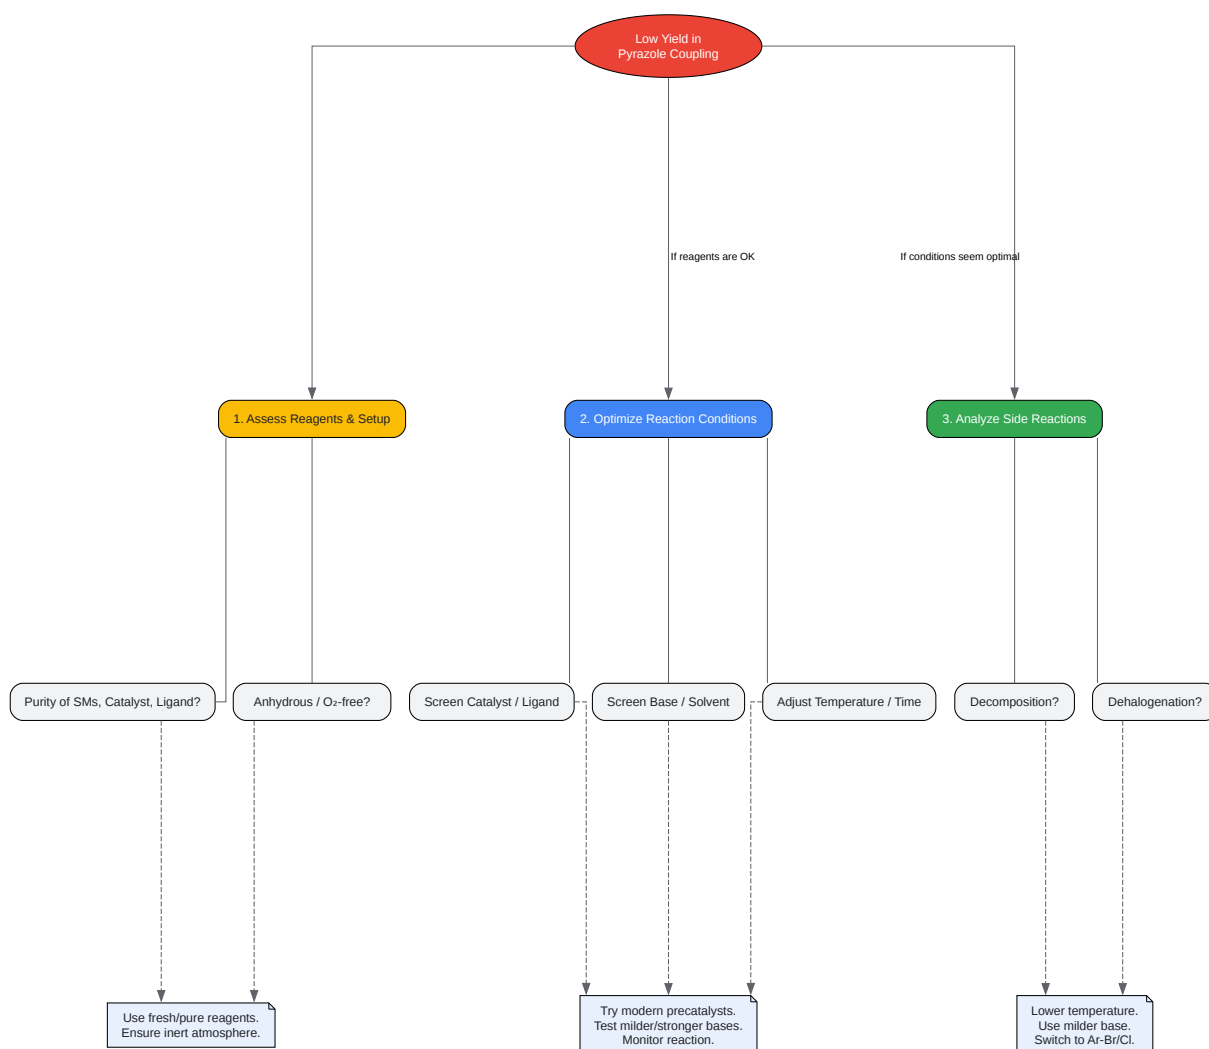 Low Yield in
Pyrazole Coupling
If reagents are OK
If conditions seem optimal
1. Assess Reagents & Setup
2. Optimize Reaction Conditions
3. Analyze Side Reactions
Purity of SMs, Catalyst, Ligand?
Anhydrous / O₂-free?
Screen Catalyst / Ligand
Screen Base / Solvent
Adjust Temperature / Time
Decomposition?
Dehalogenation?
Use fresh/pure reagents.
Ensure inert atmosphere.
Try modern precatalysts.
Test milder/stronger bases.
Monitor reaction.
Lower temperature.
Use milder base.
Switch to Ar-Br/Cl.